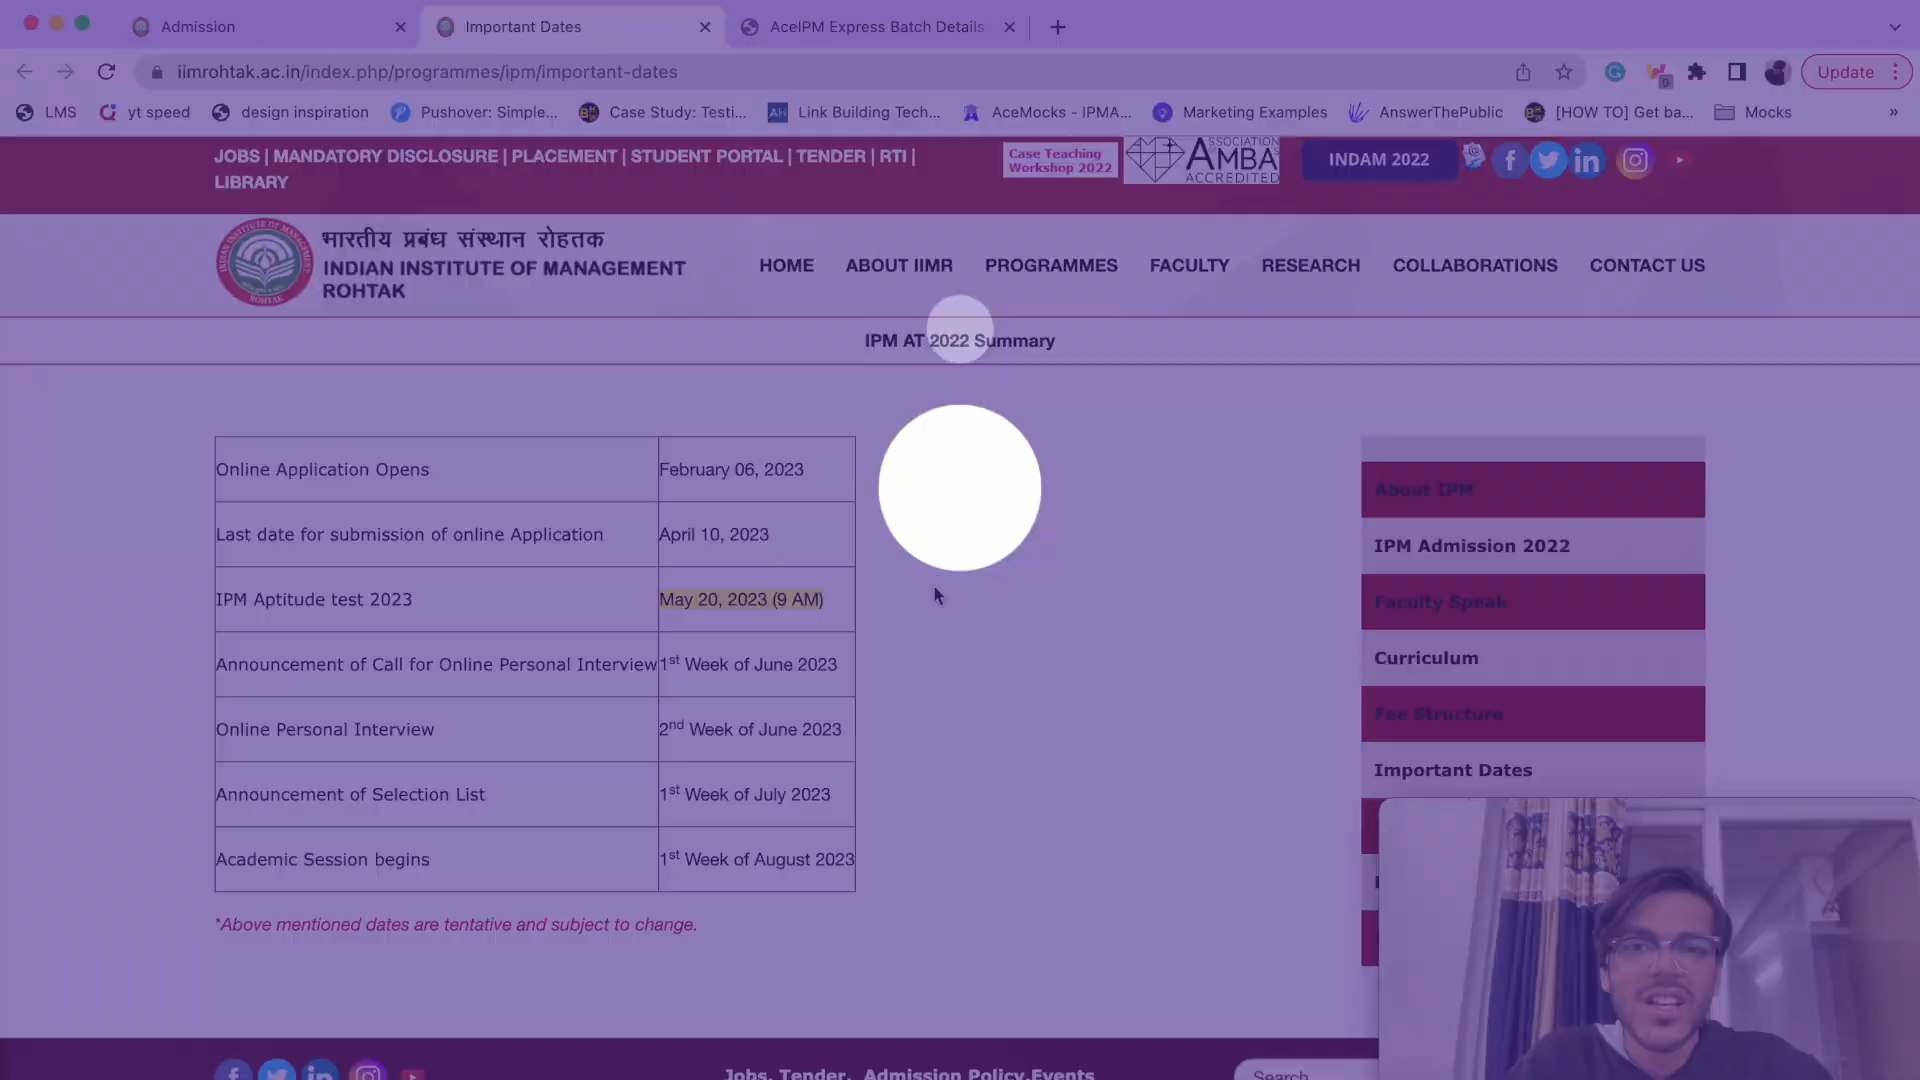 Admission
Important Dates
AceIPM Express Batch Details
iimrohtak.ac.in/index.php/programmes/ipm/important-dates
Update
LMS
yt speed
design inspiration
Pushover: Simple...
Case Study: Testi...
Link Building Tech...
AceMocks - IPMA...
Marketing Examples
AnswerThePublic
[HOW TO] Get ba...
Mocks
»
JOBS | MANDATORY DISCLOSURE | PLACEMENT | STUDENT PORTAL | TENDER | RTI |
LIBRARY
Case Teaching
Workshop 2022
AMBA
ACCREDITED
INDAM 2022
भारतीय प्रबंध संस्थान रोहतक
INDIAN INSTITUTE OF MANAGEMENT
ROHTAK
HOME
ABOUT IIMR
PROGRAMMES
FACULTY
RESEARCH
COLLABORATIONS
CONTACT US
IPM AT 2022 Summary
Online Application Opens February 06, 2023
Last date for submission of online Application April 10, 2023
IPM Aptitude test 2023 May 20, 2023 (9 AM)
Announcement of Call for Online Personal Interview 1st Week of June 2023
Online Personal Interview 2nd Week of June 2023
Announcement of Selection List 1st Week of July 2023
Academic Session begins 1st Week of August 2023
*Above mentioned dates are tentative and subject to change.
About IPM
IPM Admission 2022
Faculty Speak
Curriculum
Fee Structure
Important Dates
Jobs, Tender, Admission Policy,Events
Search